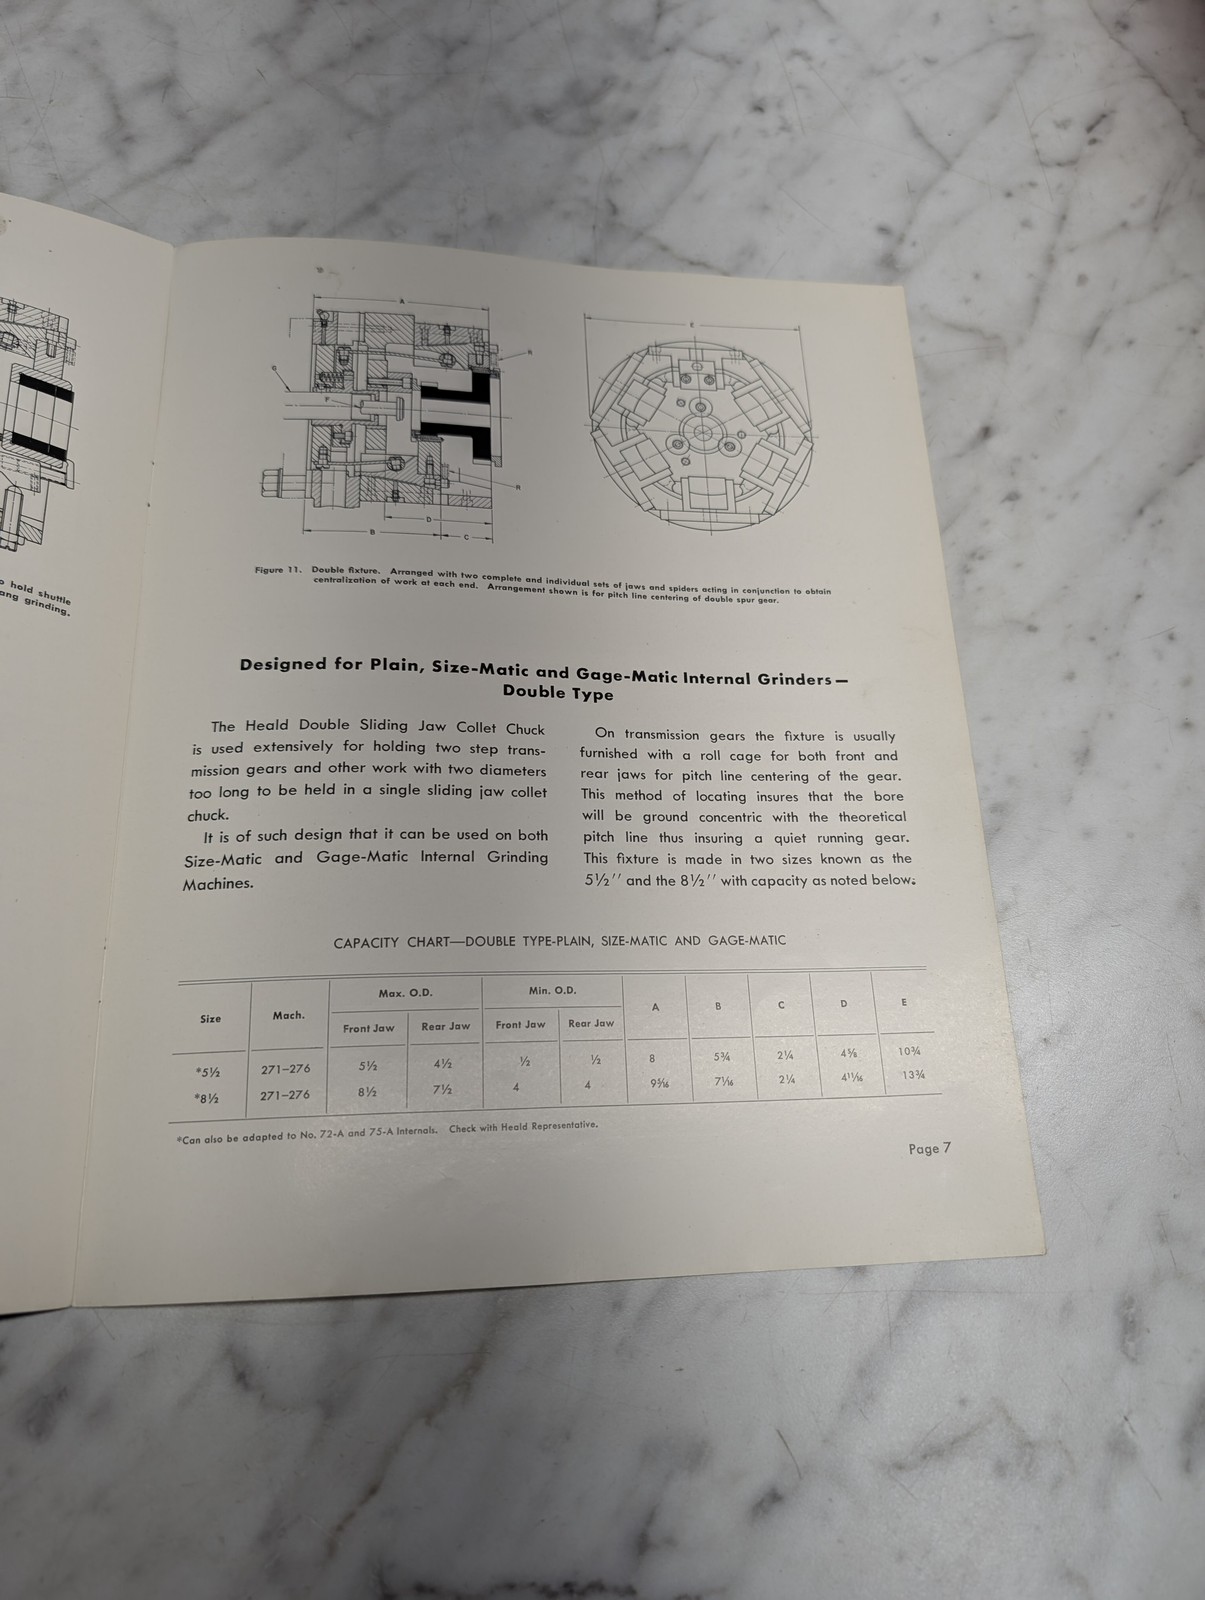 o hold shuttle
ang grinding.
A
R
G
F
R
D
B
C
E
Figure 11. Double fixture. Arranged with two complete and individual sets of jaws and spiders acting in conjunction to obtain
centralization of work at each end. Arrangement shown is for pitch line centering of double spur gear.
Designed for Plain, Size-Matic and Gage-Matic Internal Grinders—
Double Type
The Heald Double Sliding Jaw Collet Chuck
is used extensively for holding two step trans-
mission gears and other work with two diameters
too long to be held in a single sliding jaw collet
chuck.
It is of such design that it can be used on both
Size-Matic and Gage-Matic Internal Grinding
Machines.
On transmission gears the fixture is usually
furnished with a roll cage for both front and
rear jaws for pitch line centering of the gear.
This method of locating insures that the bore
will be ground concentric with the theoretical
pitch line thus insuring a quiet running gear.
This fixture is made in two sizes known as the
5½'' and the 8½'' with capacity as noted below:
CAPACITY CHART—DOUBLE TYPE-PLAIN, SIZE-MATIC AND GAGE-MATIC
Size Mach. Max. O.D. Min. O.D. A B C D E
Front Jaw Rear Jaw Front Jaw Rear Jaw
*5½ 271–276 5½ 4½ ½ ½ 8 5¾ 2¼ 10¾
*8½ 271–276 8½ 7½ 4 4 2¼ 4¹¹⁄₁₆ 13¾
*Can also be adapted to No. 72-A and 75-A Internals. Check with Heald Representative.
Page 7